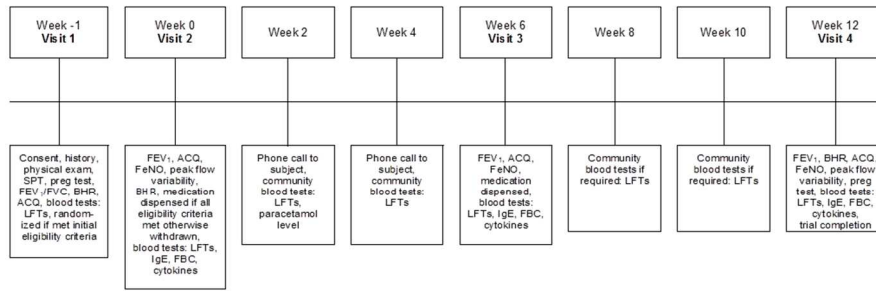 Week -1
Visit 1
Week 0
Visit 2
Week 2
Week 4
Week 6
Visit 3
Week 8
Week 10
Week 12
Visit 4
Consent, history,
physical exam,
SPT, preg test,
FEV₁/FVC, BHR,
ACQ, blood tests:
LFTs, random-
ized if met initial
eligibility criteria
FEV₁, ACQ,
FeNO, peak flow
variability,
BHR, medication
dispensed if all
eligibility criteria
met otherwise
withdrawn,
blood tests: LFTs,
IgE, FBC,
cytokines
Phone call to
subject,
community
blood tests:
LFTs,
paracetamol
level
Phone call to
subject,
community
blood tests:
LFTs
FEV₁, ACQ,
FeNO,
medication
dispensed,
blood tests:
LFTs, IgE, FBC,
cytokines
Community
blood tests if
required: LFTs
Community
blood tests if
required: LFTs
FEV₁, BHR, ACQ,
FeNO, peak flow
variability, preg
test, blood tests:
LFTs, IgE, FBC,
cytokines,
trial completion